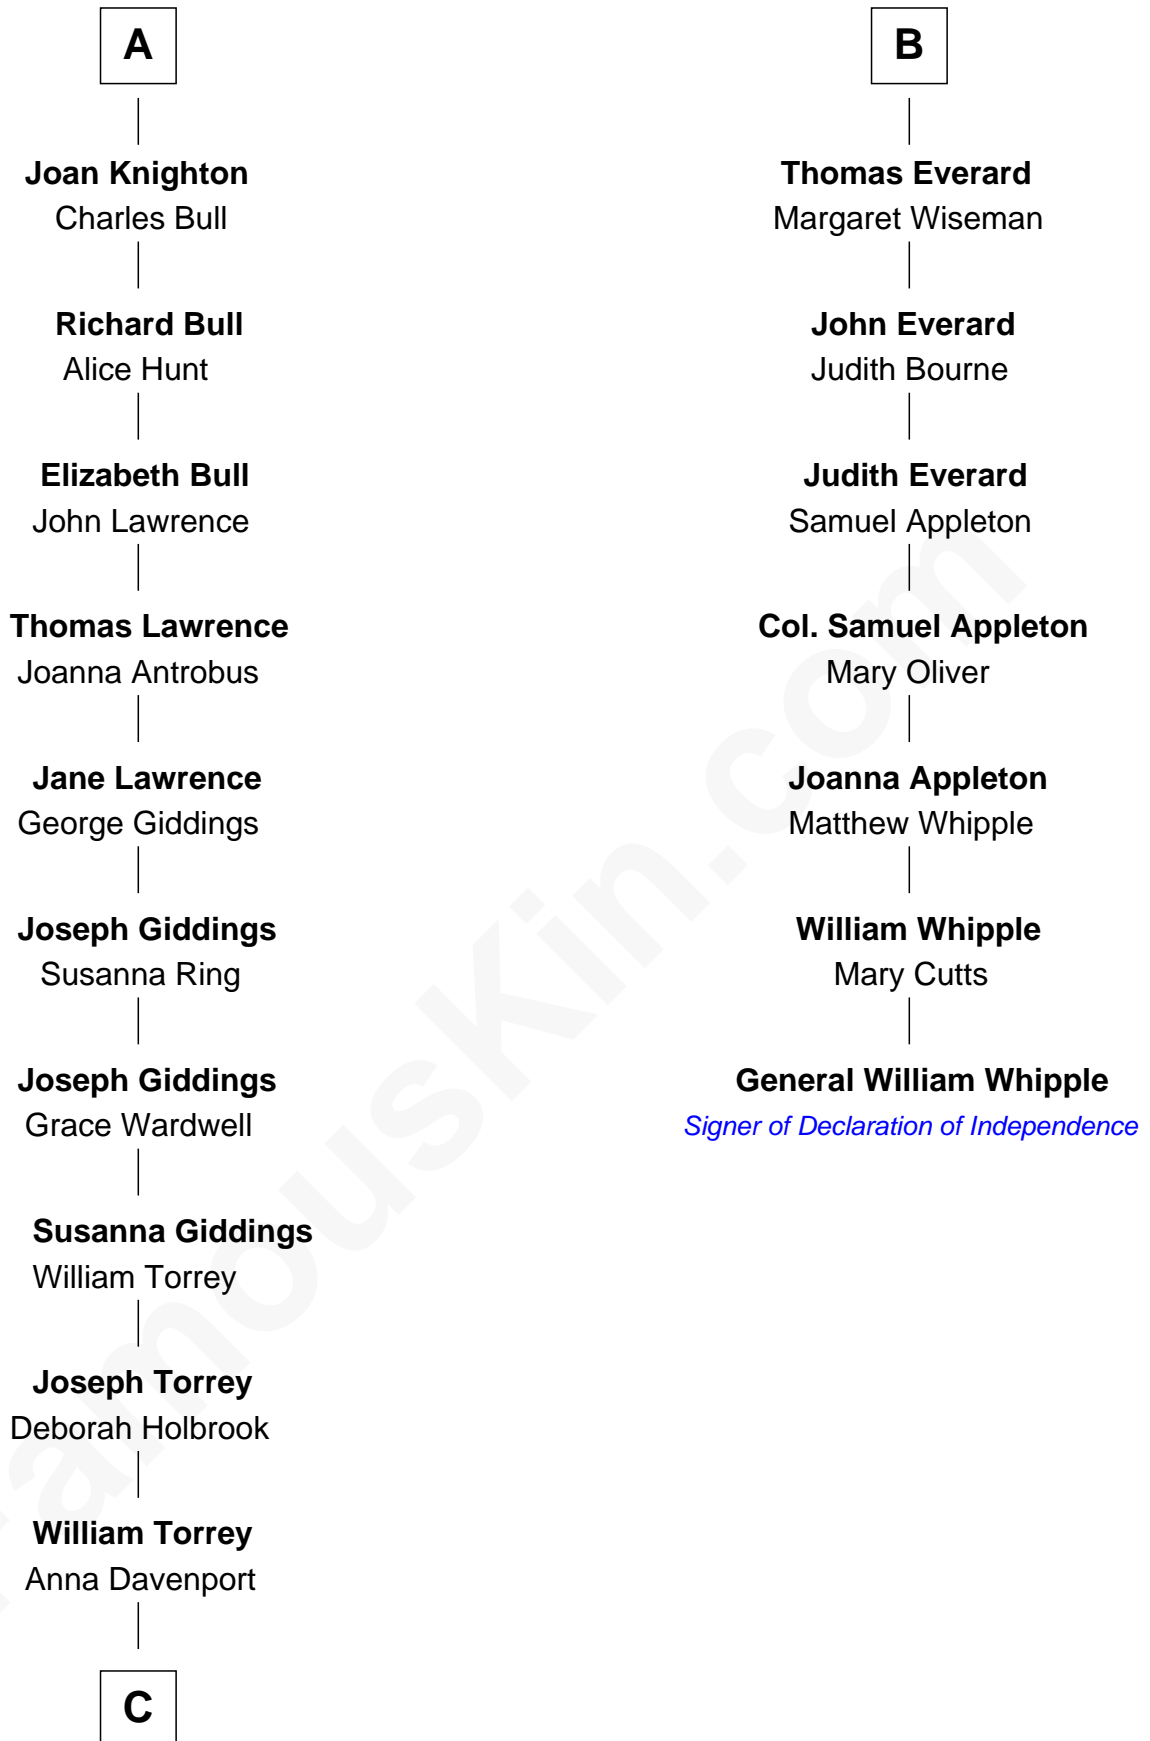 A
Joan Knighton
Charles Bull
Richard Bull
Alice Hunt
Elizabeth Bull
John Lawrence
Thomas Lawrence
Joanna Antrobus
Jane Lawrence
George Giddings
Joseph Giddings
Susanna Ring
Joseph Giddings
Grace Wardwell
Susanna Giddings
William Torrey
Joseph Torrey
Deborah Holbrook
William Torrey
Anna Davenport
C
B
Thomas Everard
Margaret Wiseman
John Everard
Judith Bourne
Judith Everard
Samuel Appleton
Col. Samuel Appleton
Mary Oliver
Joanna Appleton
Matthew Whipple
William Whipple
Mary Cutts
General William Whipple
Signer of Declaration of Independence
FamousKin.com